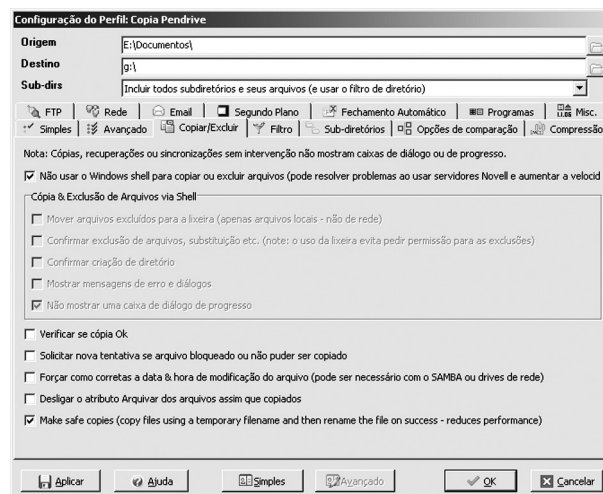 Configuração do Perfil: Copia Pendrive
Origem E:\Documentos\
Destino g:\
Sub-dirs Incluir todos subdiretórios e seus arquivos (e usar o filtro de diretório)
FTP Rede Email Segundo Plano Fechamento Automático Programas Misc.
Simples Avançado Copiar/Excluir Filtro Sub-diretórios Opções de comparação Compressão
Nota: Cópias, recuperações ou sincronizações sem intervenção não mostram caixas de diálogo ou de progresso.
Não usar o Windows shell para copiar ou excluir arquivos (pode resolver problemas ao usar servidores Novell e aumentar a velocid
Cópia & Exclusão de Arquivos via Shell
Mover arquivos excluídos para a lixeira (apenas arquivos locais - não de rede)
Confirmar exclusão de arquivos, substituição etc. (note: o uso da lixeira evita pedir permissão para as exclusões)
Confirmar criação de diretório
Mostrar mensagens de erro e diálogos
Não mostrar uma caixa de diálogo de progresso
Verificar se cópia Ok
Solicitar nova tentativa se arquivo bloqueado ou não puder ser copiado
Forçar como corretas a data & hora de modificação do arquivo (pode ser necessário com o SAMBA ou drives de rede)
Desligar o atributo Arquivar dos arquivos assim que copiados
Make safe copies (copy files using a temporary filename and then rename the file on success - reduces performance)
Aplicar Ajuda Simples Avançado OK Cancelar